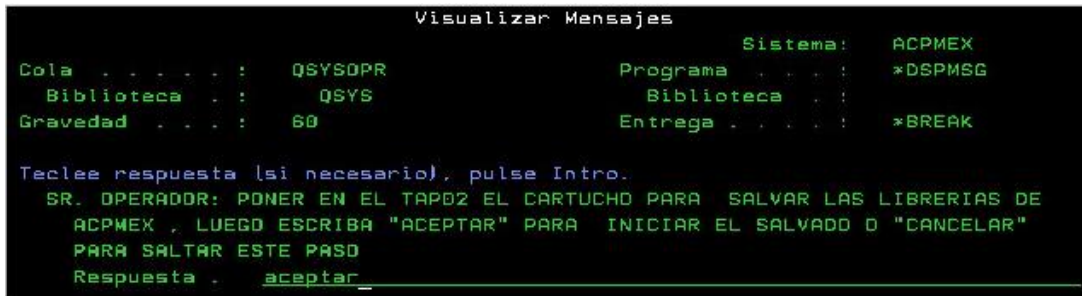 Visualizar Mensajes
Sistema: ACPMEX
Cola . . . . . : QSYSOPR Programa . . . : *DSPMSG
Biblioteca . : QSYS Biblioteca . :
Gravedad . . . : 60 Entrega . . . . : *BREAK
Teclee respuesta (si necesario), pulse Intro.
SR. OPERADOR: PONER EN EL TAP02 EL CARTUCHO PARA SALVAR LAS LIBRERIAS DE
ACPMEX , LUEGO ESCRIBA "ACEPTAR" PARA INICIAR EL SALVADO O "CANCELAR"
PARA SALTAR ESTE PASO
Respuesta . aceptar